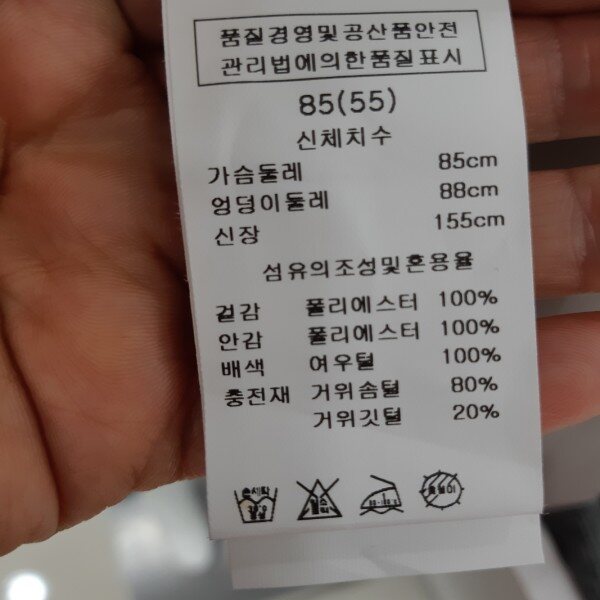 품질경영및공산품안전
관리법에의한품질표시
85(55)
신체치수
가슴둘레 85cm
엉덩이둘레 88cm
신장 155cm
섬유의조성및혼용율
겉감 폴리에스터 100%
안감 폴리에스터 100%
배색 여우털 100%
충전재 거위솜털 80%
거위깃털 20%
손세탁